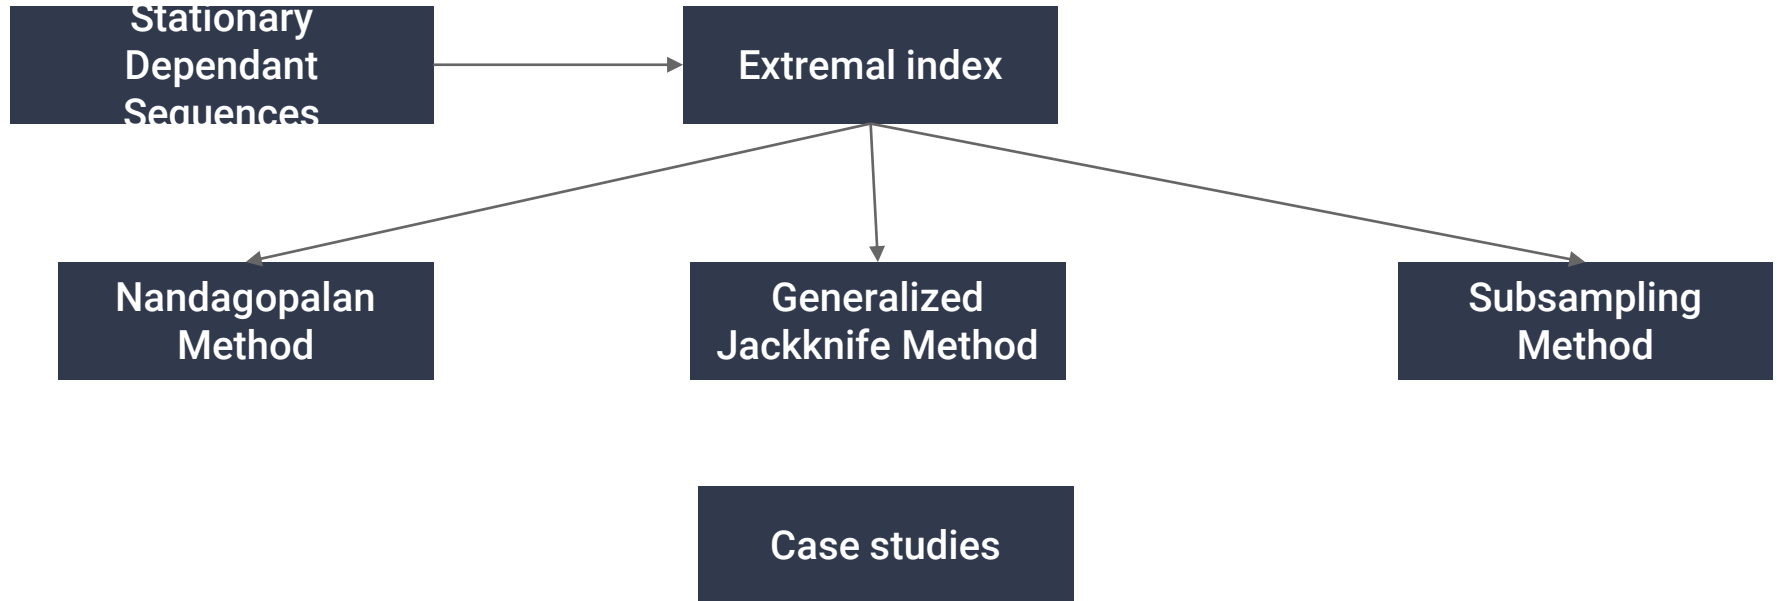 Stationary
Dependant
Sequences
Extremal index
Nandagopalan
Method
Generalized
Jackknife Method
Subsampling
Method
Case studies